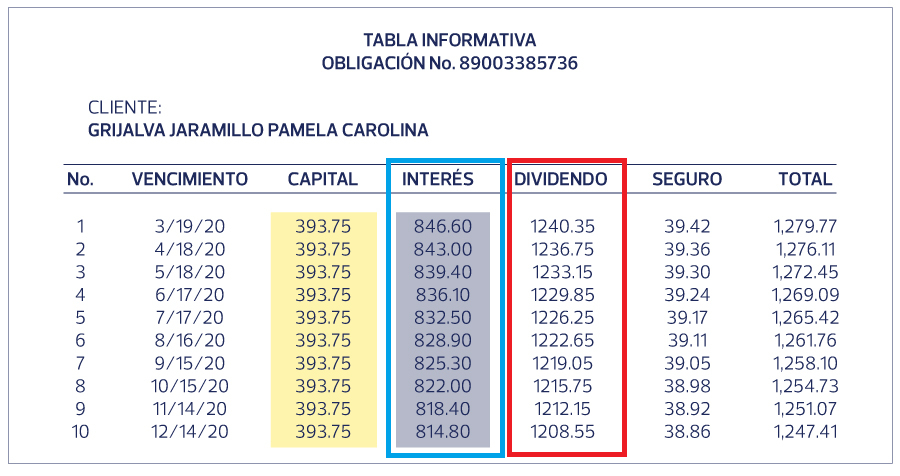 TABLA INFORMATIVA
OBLIGACIÓN No. 89003385736
CLIENTE:
GRIJALVA JARAMILLO PAMELA CAROLINA
No. VENCIMIENTO CAPITAL INTERÉS DIVIDENDO SEGURO TOTAL
1 3/19/20 393.75 846.60 1240.35 39.42 1,279.77
2 4/18/20 393.75 843.00 1236.75 39.36 1,276.11
3 5/18/20 393.75 839.40 1233.15 39.30 1,272.45
4 6/17/20 393.75 836.10 1229.85 39.24 1,269.09
5 7/17/20 393.75 832.50 1226.25 39.17 1,265.42
6 8/16/20 393.75 828.90 1222.65 39.11 1,261.76
7 9/15/20 393.75 825.30 1219.05 39.05 1,258.10
8 10/15/20 393.75 822.00 1215.75 38.98 1,254.73
9 11/14/20 393.75 818.40 1212.15 38.92 1,251.07
10 12/14/20 393.75 814.80 1208.55 38.86 1,247.41